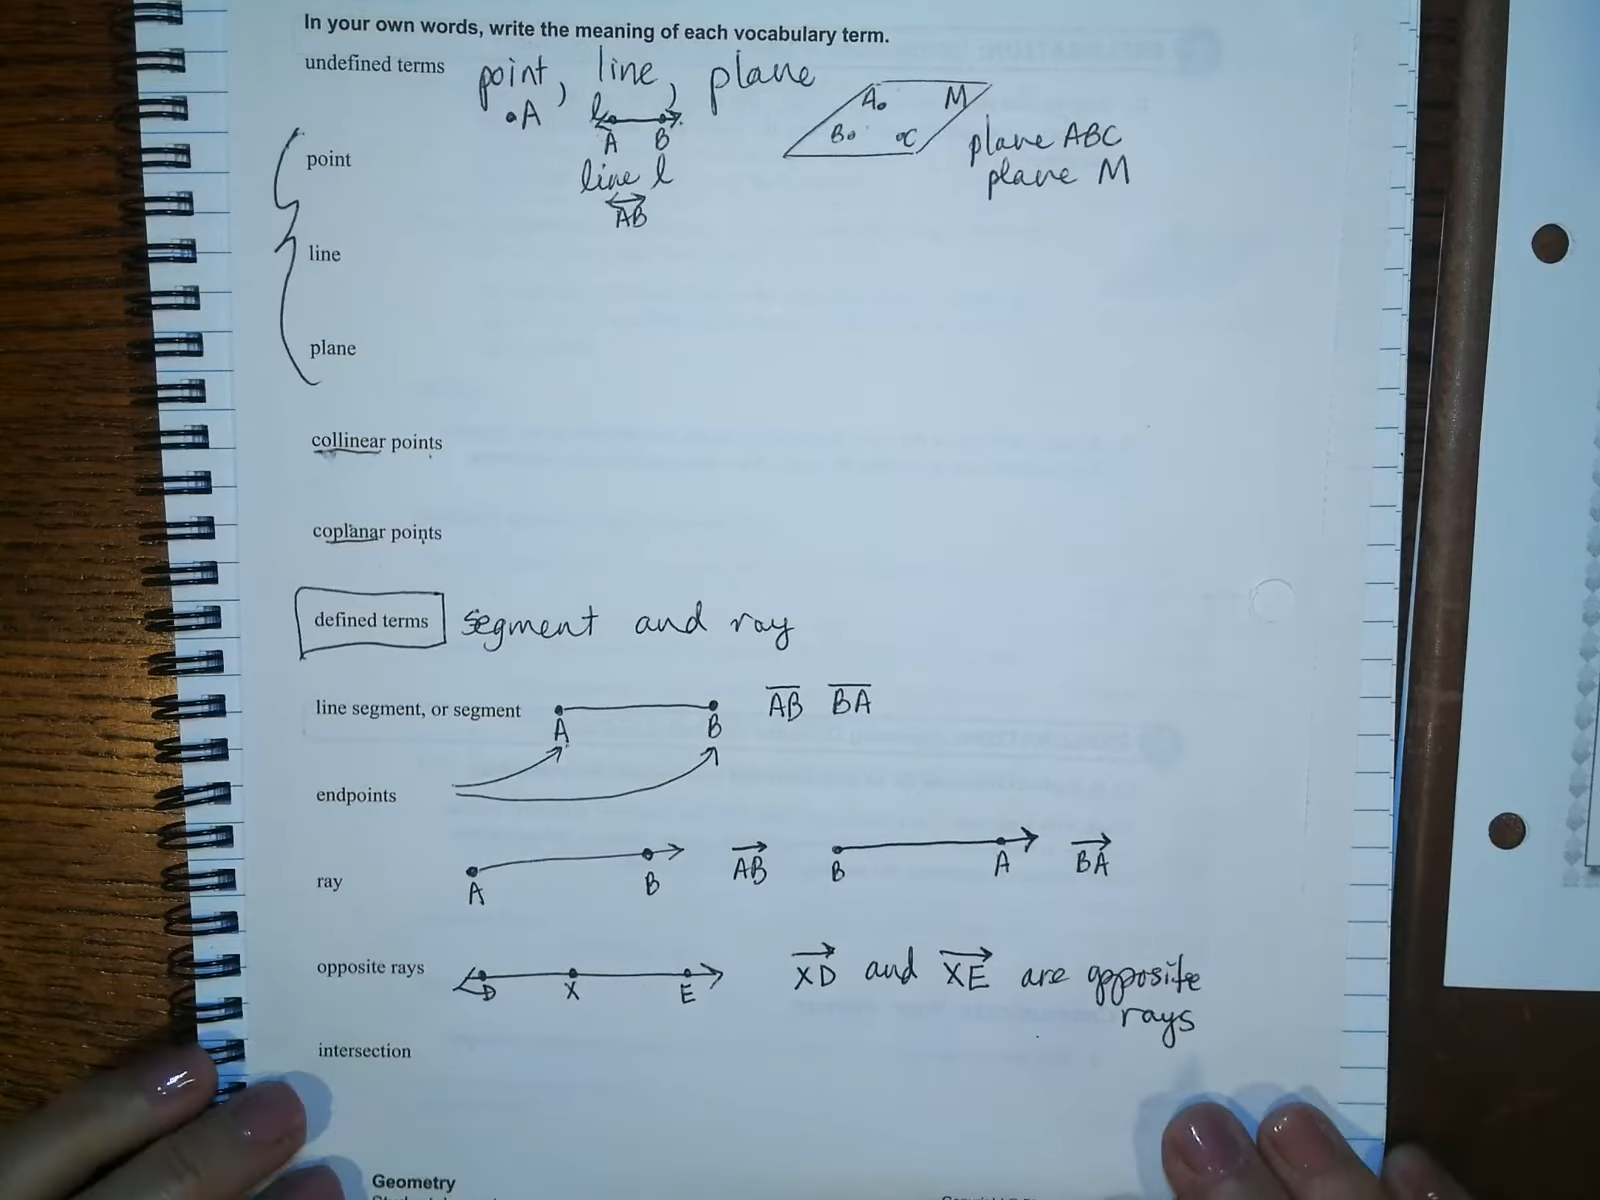 In your own words, write the meaning of each vocabulary term.
undefined terms point, line, plane
•A l A B A M B C plane ABC
point line l plane M
AB
line
plane
collinear points
coplanar points
defined terms segment and ray
line segment, or segment A B AB BA
endpoints
ray A B AB B A BA
opposite rays D X E XD and XE are opposite
rays
intersection
Geometry